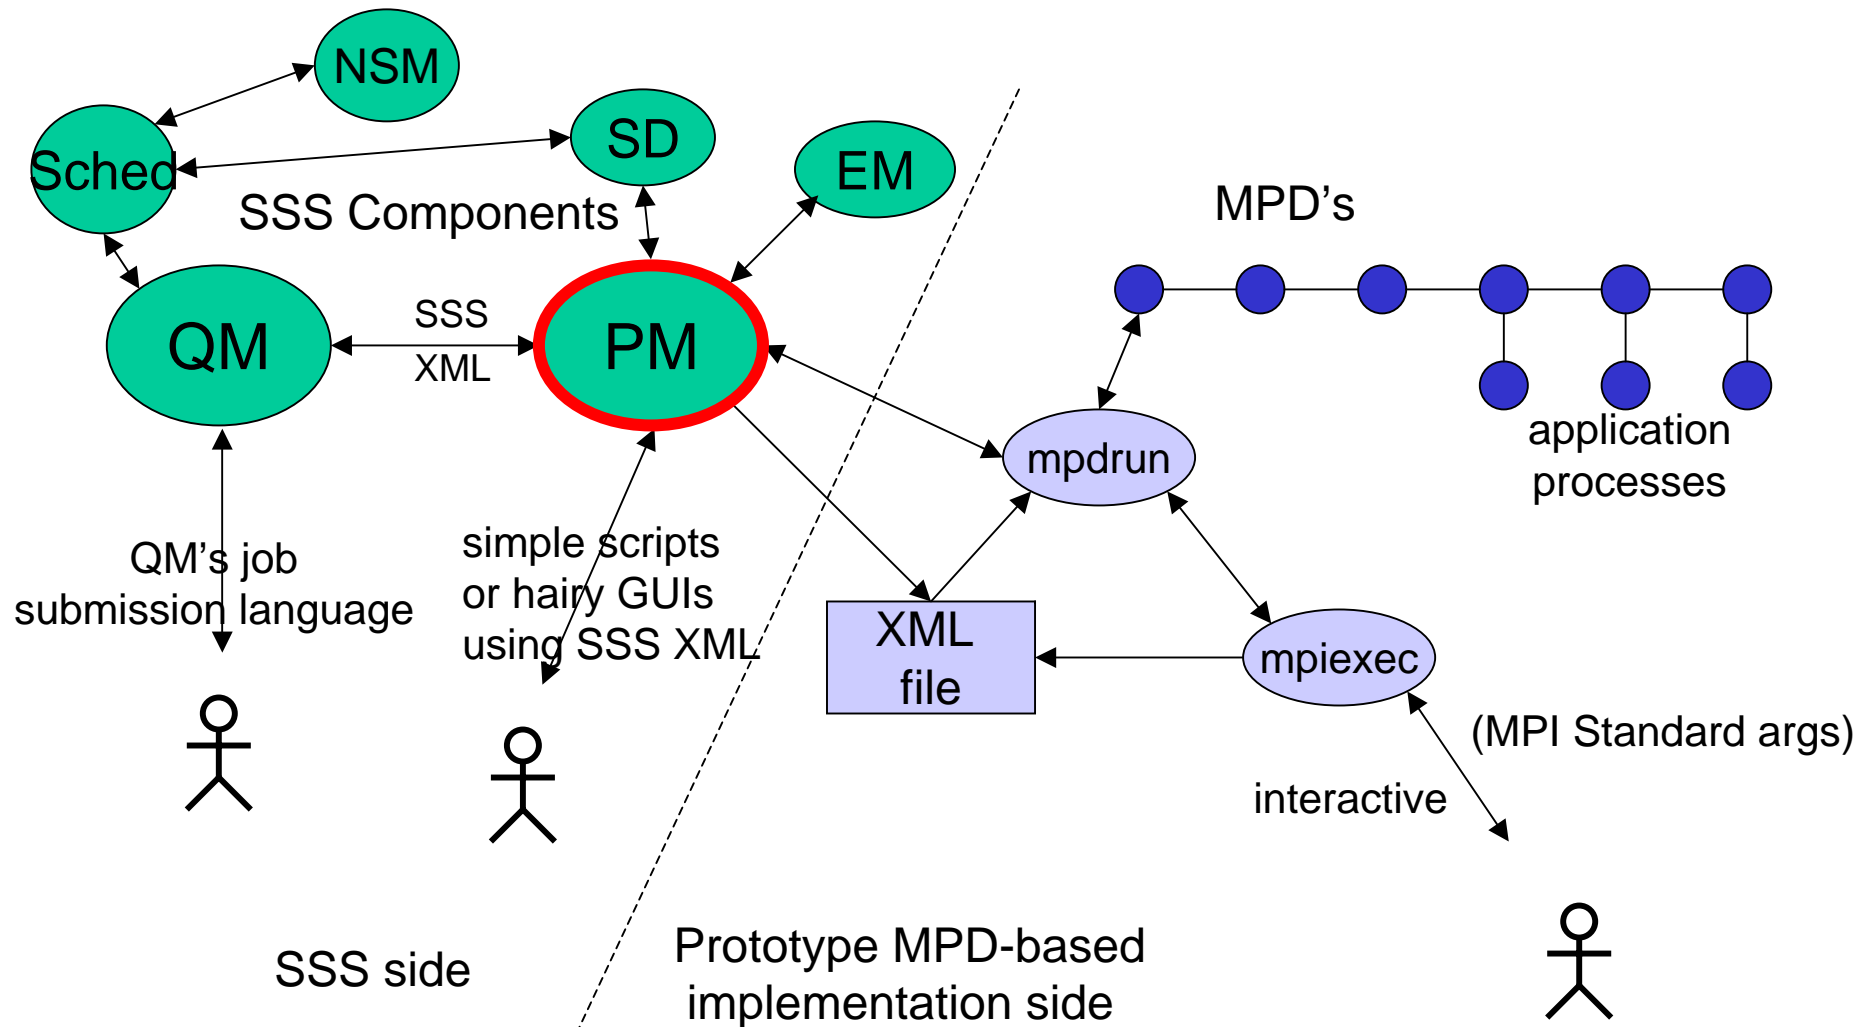 NSM
Sched
SD
EM
SSS Components
MPD's
QM
SSS
XML
PM
mpdrun
application
processes
QM's job
submission language
simple scripts
or hairy GUIs
using SSS XML
XML
file
mpiexec
(MPI Standard args)
interactive
SSS side
Prototype MPD-based
implementation side